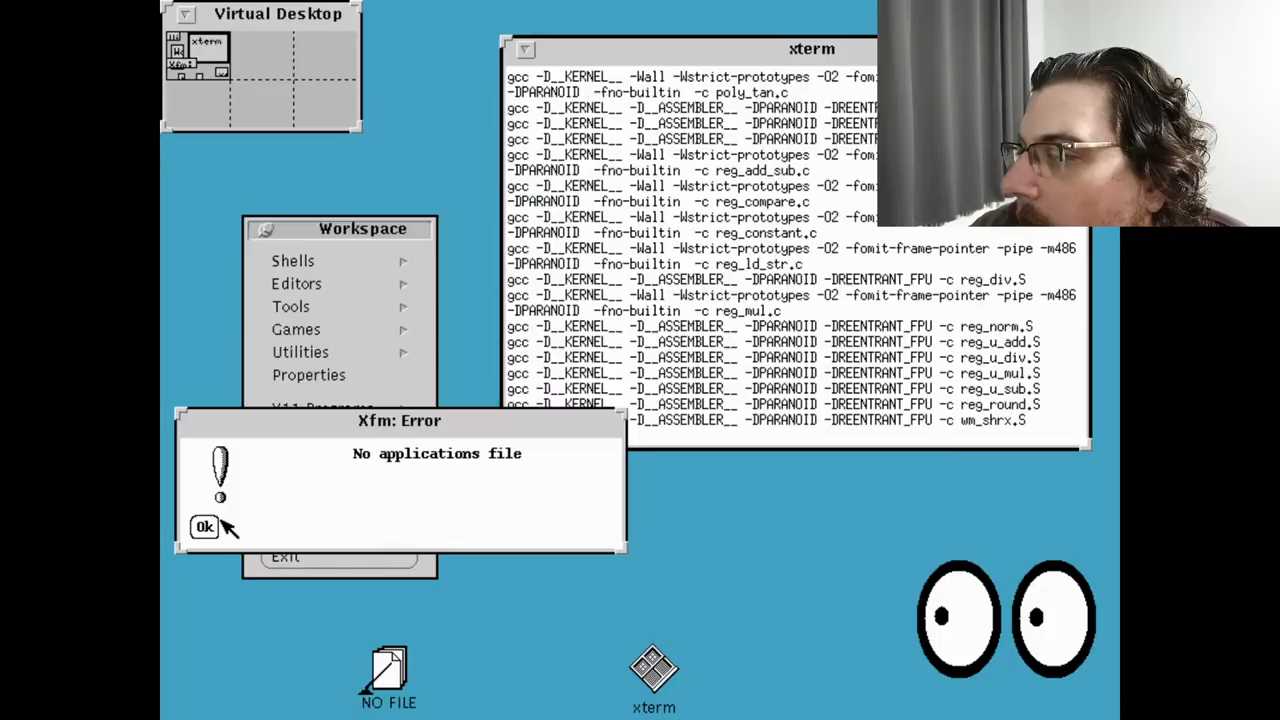 Virtual Desktop
xterm
Xfm:
xterm
gcc -D__KERNEL__ -Wall -Wstrict-prototypes -O2 -fomi
-DPARANOID -fno-builtin -c poly_tan.c
gcc -D__KERNEL__ -D__ASSEMBLER__ -DPARANOID -DREENTR
gcc -D__KERNEL__ -D__ASSEMBLER__ -DPARANOID -DREENTR
gcc -D__KERNEL__ -D__ASSEMBLER__ -DPARANOID -DREENTR
gcc -D__KERNEL__ -Wall -Wstrict-prototypes -O2 -fomi
-DPARANOID -fno-builtin -c reg_add_sub.c
gcc -D__KERNEL__ -Wall -Wstrict-prototypes -O2 -fomi
-DPARANOID -fno-builtin -c reg_compare.c
gcc -D__KERNEL__ -Wall -Wstrict-prototypes -O2 -fomi
-DPARANOID -fno-builtin -c reg_constant.c
gcc -D__KERNEL__ -Wall -Wstrict-prototypes -O2 -fomit-frame-pointer -pipe -m486
-DPARANOID -fno-builtin -c reg_ld_str.c
gcc -D__KERNEL__ -D__ASSEMBLER__ -DPARANOID -DREENTRANT_FPU -c reg_div.S
gcc -D__KERNEL__ -Wall -Wstrict-prototypes -O2 -fomit-frame-pointer -pipe -m486
-DPARANOID -fno-builtin -c reg_mul.c
gcc -D__KERNEL__ -D__ASSEMBLER__ -DPARANOID -DREENTRANT_FPU -c reg_norm.S
gcc -D__KERNEL__ -D__ASSEMBLER__ -DPARANOID -DREENTRANT_FPU -c reg_u_add.S
gcc -D__KERNEL__ -D__ASSEMBLER__ -DPARANOID -DREENTRANT_FPU -c reg_u_div.S
gcc -D__KERNEL__ -D__ASSEMBLER__ -DPARANOID -DREENTRANT_FPU -c reg_u_mul.S
gcc -D__KERNEL__ -D__ASSEMBLER__ -DPARANOID -DREENTRANT_FPU -c reg_u_sub.S
gcc -D__KERNEL__ -D__ASSEMBLER__ -DPARANOID -DREENTRANT_FPU -c reg_round.S
-D__ASSEMBLER__ -DPARANOID -DREENTRANT_FPU -c wm_shrx.S
Workspace
Shells
Editors
Tools
Games
Utilities
Properties
X11 Programs
Xfm: Error
No applications file
Ok
Exit
NO FILE
xterm